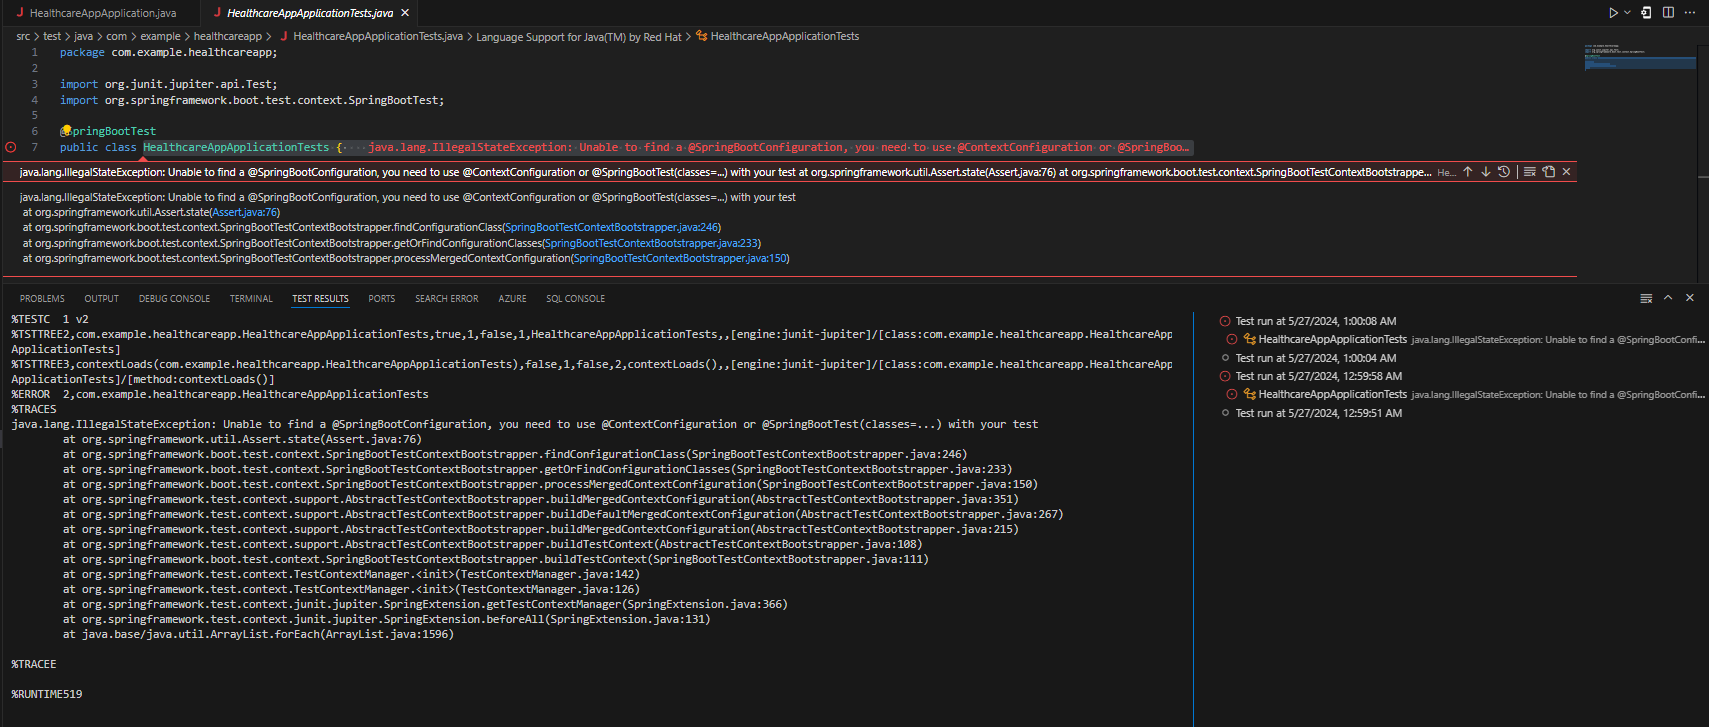 HealthcareAppApplication.java
HealthcareAppApplicationTests.java
src > test > java > com > example > healthcareapp > HealthcareAppApplicationTests.java > Language Support for Java(TM) by Red Hat > HealthcareAppApplicationTests
1 package com.example.healthcareapp;
2
3 import org.junit.jupiter.api.Test;
4 import org.springframework.boot.test.context.SpringBootTest;
5
6 @SpringBootTest
7 public class HealthcareAppApplicationTests {···· java.lang.IllegalStateException: Unable to find a @SpringBootConfiguration, you need to use @ContextConfiguration or @SpringBoo…
java.lang.IllegalStateException: Unable to find a @SpringBootConfiguration, you need to use @ContextConfiguration or @SpringBootTest(classes=...) with your test at org.springframework.util.Assert.state(Assert.java:76) at org.springframework.boot.test.context.SpringBootTestContextBootstrappe... He...
java.lang.IllegalStateException: Unable to find a @SpringBootConfiguration, you need to use @ContextConfiguration or @SpringBootTest(classes=...) with your test
at org.springframework.util.Assert.state(Assert.java:76)
at org.springframework.boot.test.context.SpringBootTestContextBootstrapper.findConfigurationClass(SpringBootTestContextBootstrapper.java:246)
at org.springframework.boot.test.context.SpringBootTestContextBootstrapper.getOrFindConfigurationClasses(SpringBootTestContextBootstrapper.java:233)
at org.springframework.boot.test.context.SpringBootTestContextBootstrapper.processMergedContextConfiguration(SpringBootTestContextBootstrapper.java:150)
PROBLEMS OUTPUT DEBUG CONSOLE TERMINAL TEST RESULTS PORTS SEARCH ERROR AZURE SQL CONSOLE
%TESTC  1 v2
%TSTTREE2,com.example.healthcareapp.HealthcareAppApplicationTests,true,1,false,1,HealthcareAppApplicationTests,,[engine:junit-jupiter]/[class:com.example.healthcareapp.HealthcareApp
ApplicationTests]
%TSTTREE3,contextLoads(com.example.healthcareapp.HealthcareAppApplicationTests),false,1,false,2,contextLoads(),,[engine:junit-jupiter]/[class:com.example.healthcareapp.HealthcareApp
ApplicationTests]/[method:contextLoads()]
%ERROR  2,com.example.healthcareapp.HealthcareAppApplicationTests
%TRACES
java.lang.IllegalStateException: Unable to find a @SpringBootConfiguration, you need to use @ContextConfiguration or @SpringBootTest(classes=...) with your test
at org.springframework.util.Assert.state(Assert.java:76)
at org.springframework.boot.test.context.SpringBootTestContextBootstrapper.findConfigurationClass(SpringBootTestContextBootstrapper.java:246)
at org.springframework.boot.test.context.SpringBootTestContextBootstrapper.getOrFindConfigurationClasses(SpringBootTestContextBootstrapper.java:233)
at org.springframework.boot.test.context.SpringBootTestContextBootstrapper.processMergedContextConfiguration(SpringBootTestContextBootstrapper.java:150)
at org.springframework.test.context.support.AbstractTestContextBootstrapper.buildMergedContextConfiguration(AbstractTestContextBootstrapper.java:351)
at org.springframework.test.context.support.AbstractTestContextBootstrapper.buildDefaultMergedContextConfiguration(AbstractTestContextBootstrapper.java:267)
at org.springframework.test.context.support.AbstractTestContextBootstrapper.buildMergedContextConfiguration(AbstractTestContextBootstrapper.java:215)
at org.springframework.test.context.support.AbstractTestContextBootstrapper.buildTestContext(AbstractTestContextBootstrapper.java:108)
at org.springframework.boot.test.context.SpringBootTestContextBootstrapper.buildTestContext(SpringBootTestContextBootstrapper.java:111)
at org.springframework.test.context.TestContextManager.<init>(TestContextManager.java:142)
at org.springframework.test.context.TestContextManager.<init>(TestContextManager.java:126)
at org.springframework.test.context.junit.jupiter.SpringExtension.getTestContextManager(SpringExtension.java:366)
at org.springframework.test.context.junit.jupiter.SpringExtension.beforeAll(SpringExtension.java:131)
at java.base/java.util.ArrayList.forEach(ArrayList.java:1596)
%TRACEE
%RUNTIME519
Test run at 5/27/2024, 1:00:08 AM
HealthcareAppApplicationTests java.lang.IllegalStateException: Unable to find a @SpringBootConfi...
Test run at 5/27/2024, 1:00:04 AM
Test run at 5/27/2024, 12:59:58 AM
HealthcareAppApplicationTests java.lang.IllegalStateException: Unable to find a @SpringBootConfi...
Test run at 5/27/2024, 12:59:51 AM